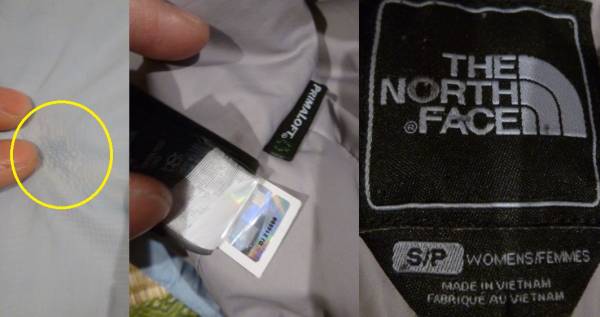 PRIMALOFT
THE
NORTH
FACE
®
S/P WOMENS/FEMMES
MADE IN VIETNAM
FABRIQUÉ AU VIETNAM